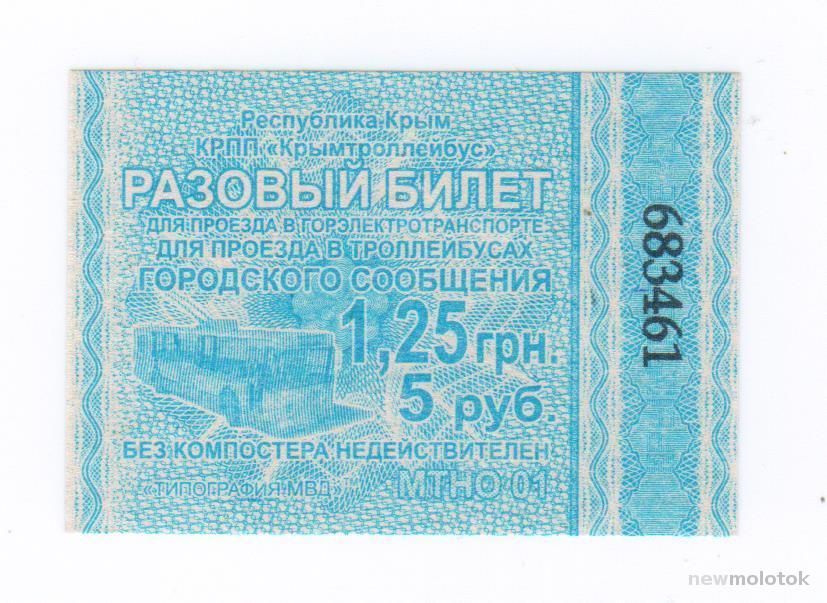 Республика Крым
КРПП «Крымтроллейбус»
РАЗОВЫЙ БИЛЕТ
ДЛЯ ПРОЕЗДА В ГОРЭЛЕКТРОТРАНСПОРТЕ
ДЛЯ ПРОЕЗДА В ТРОЛЛЕЙБУСАХ
ГОРОДСКОГО СООБЩЕНИЯ
1,25 грн.
5 руб.
БЕЗ КОМПОСТЕРА НЕДЕЙСТВИТЕЛЕН
«ТИПОГРАФИЯ МВД
МТНО 01
683461
newmolotok